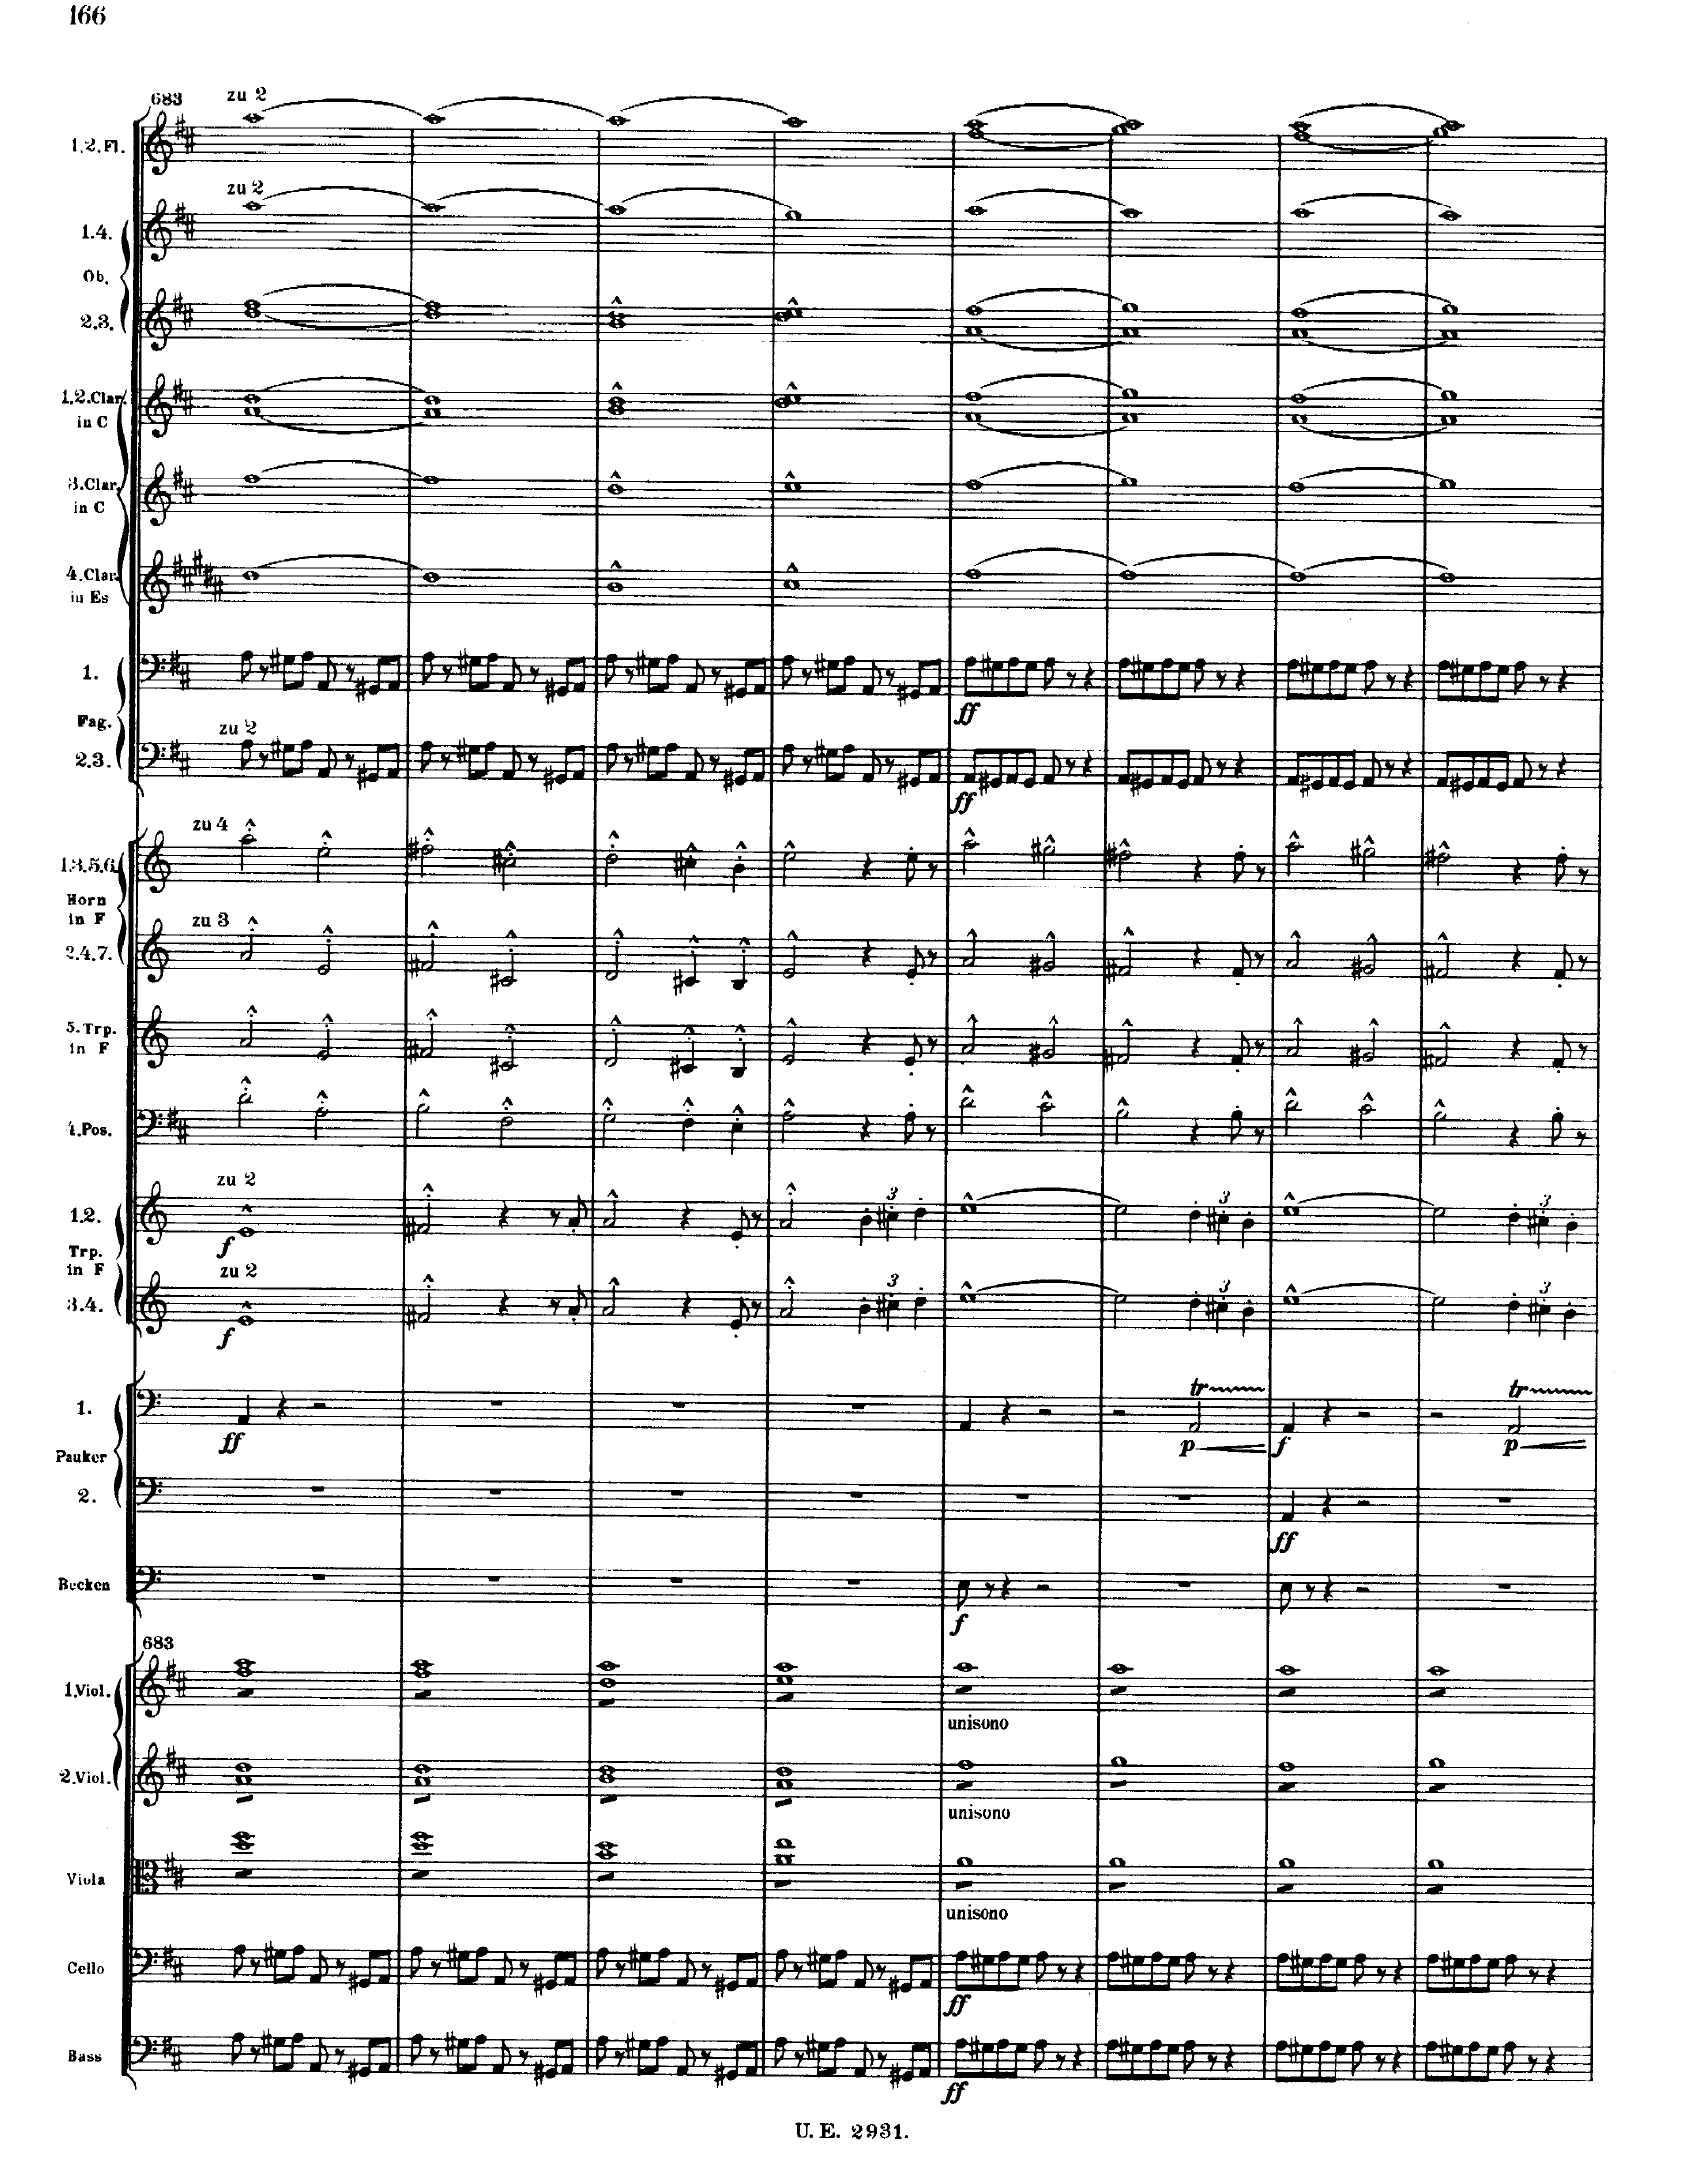 166
683
zu 2
1.2. Fl.
zu 2
1.4.
Ob.
2.3.
1.2. Clar.
in C
3. Clar.
in C
4. Clar.
in Es
1.
ff
Fag.
zu 2
2.3.
ff
zu 4
1.3.5.6.
Horn
in F
zu 3
2.4.7.
5. Trp.
in F
4. Pos.
zu 2
1.2.
3 3 3
f
Trp.
in F
zu 2
3.4.
3 3 3
f
tr tr
1.
ff p f p
Pauker
2.
ff
Becken
f
683
1. Viol.
unisono
2. Viol.
unisono
Viola
unisono
Cello
ff
Bass
ff
U. E. 2931.